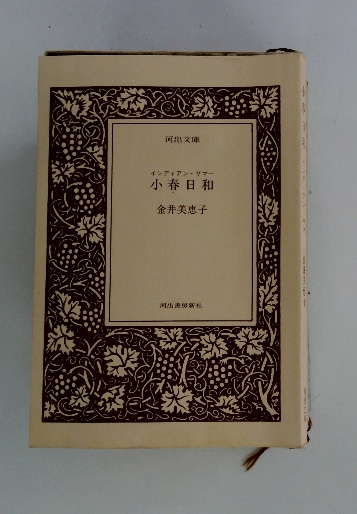 河出文庫
インディアン・サマー
小春日和
金井美恵子
河出書房新社